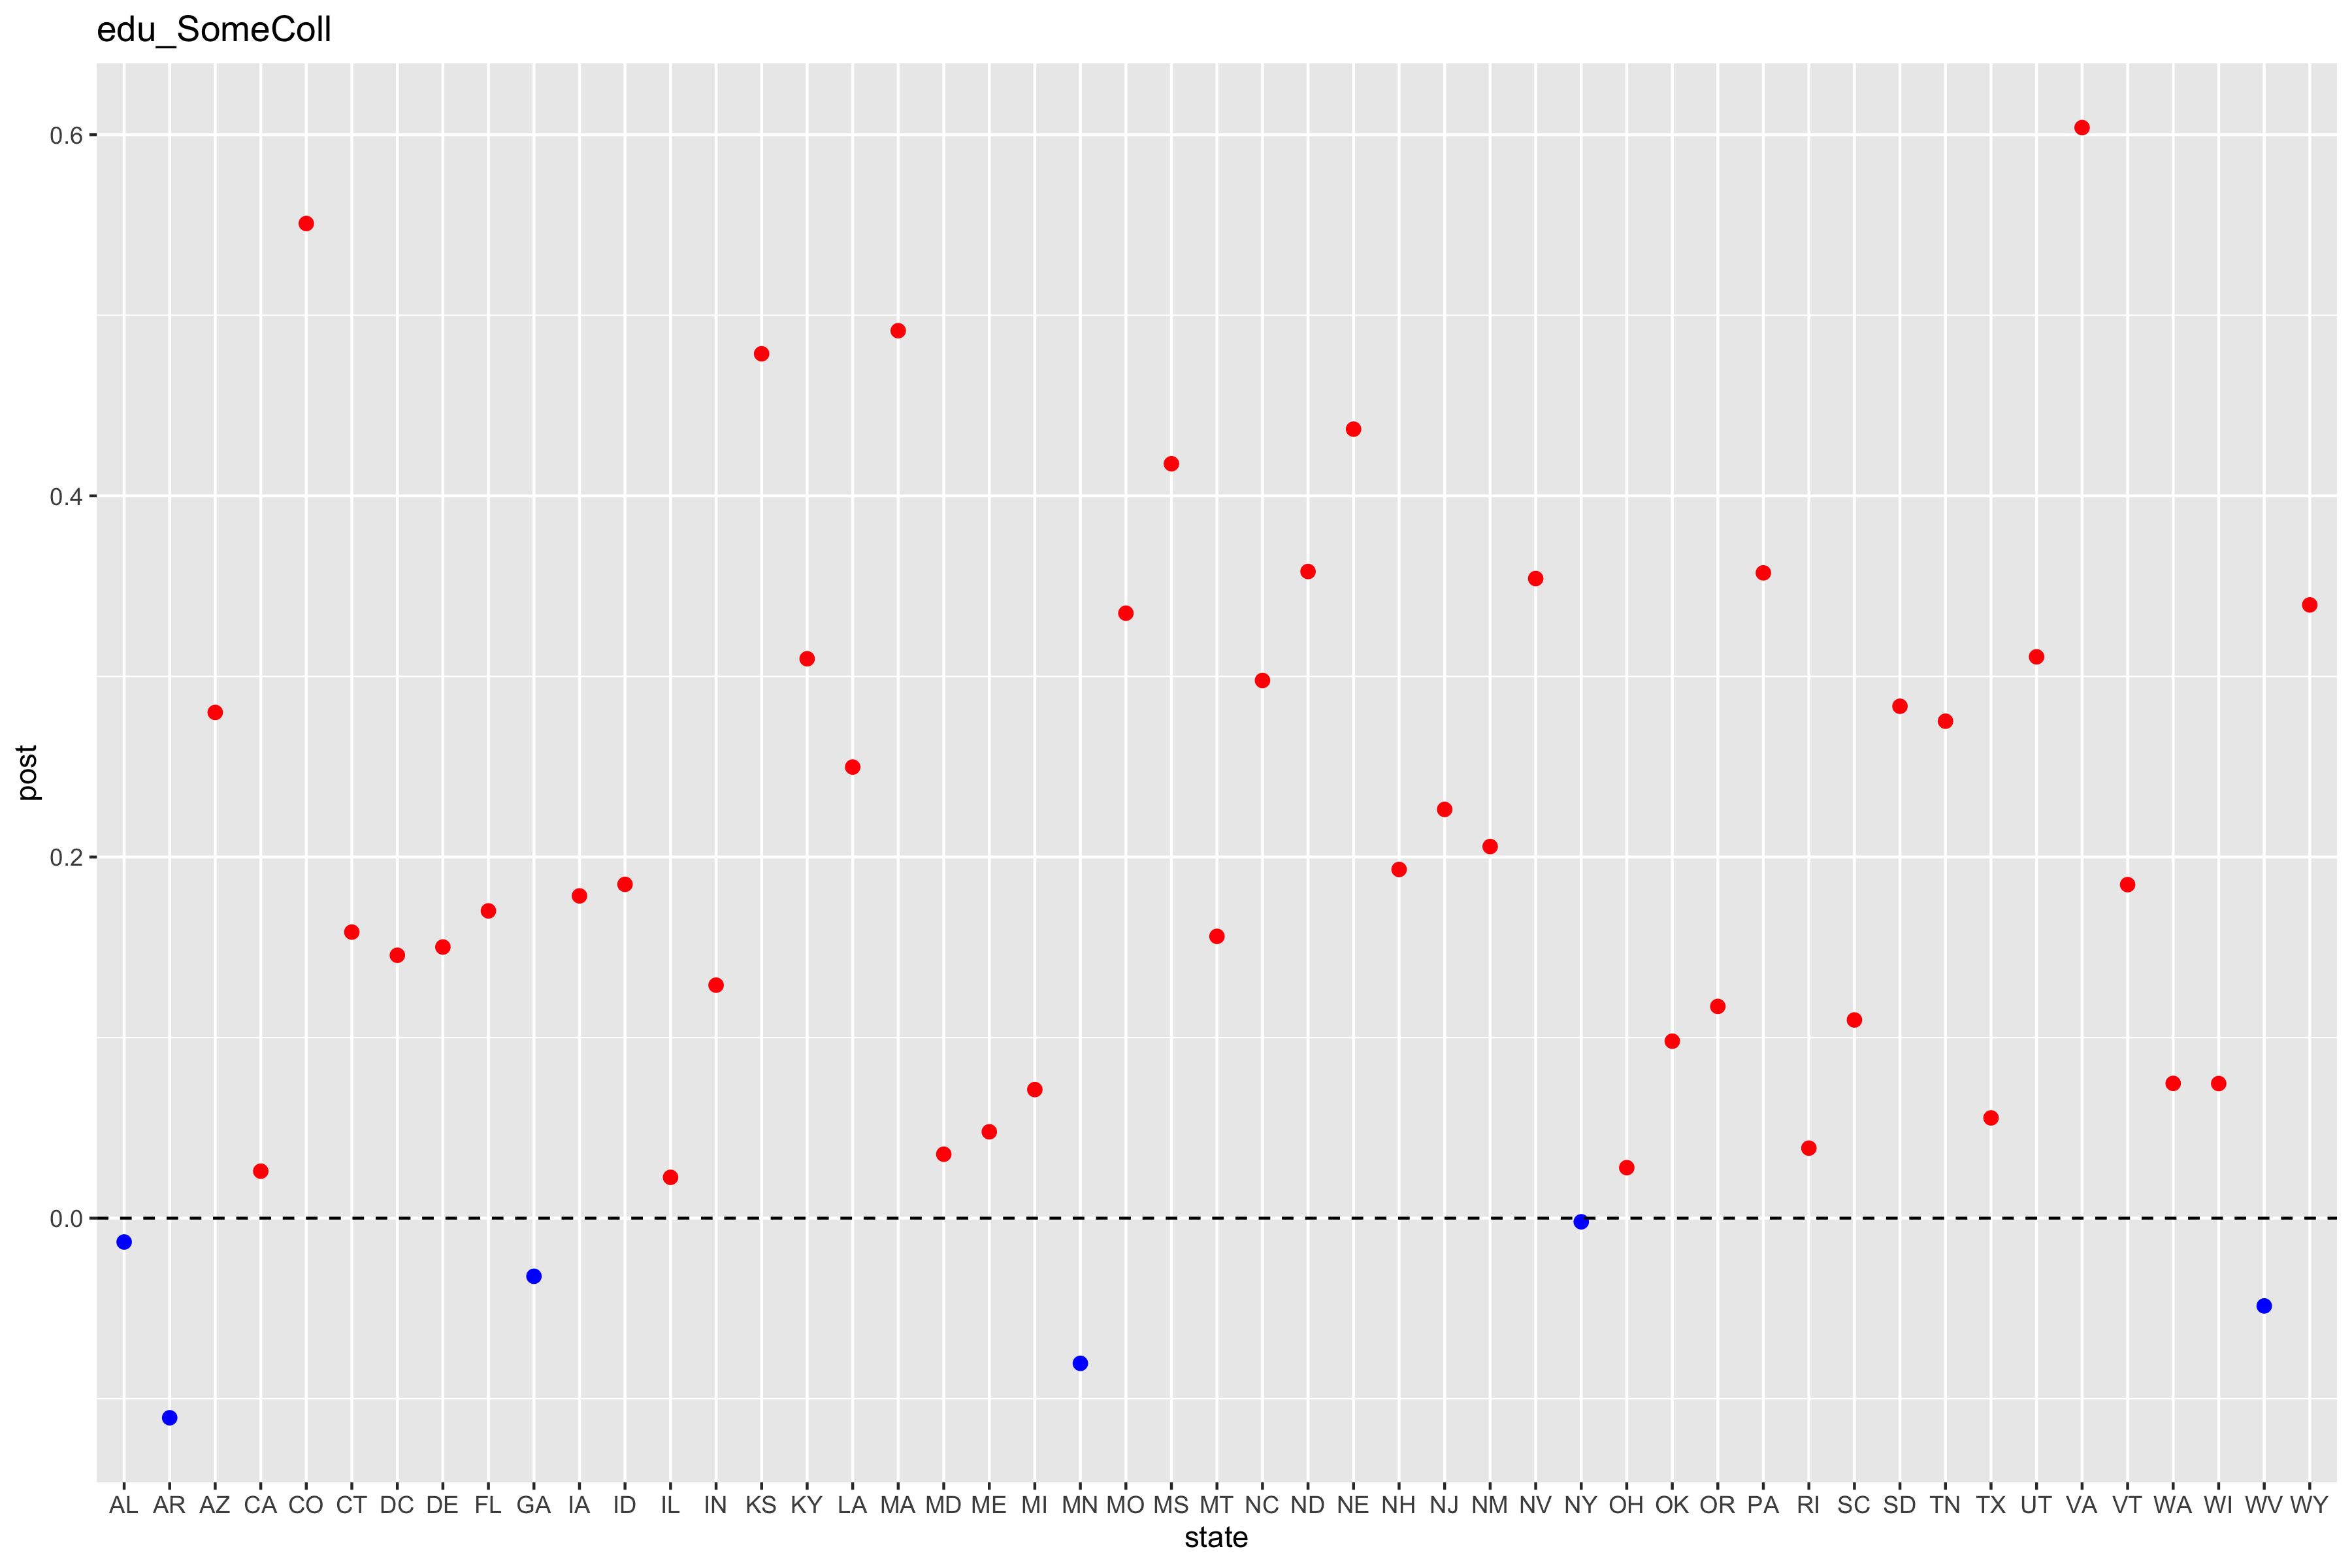 edu_SomeColl
0.6
0.4
0.2
0.0
post
AL AR AZ CA CO CT DC DE FL GA IA ID IL IN KS KY LA MA MD ME MI MN MO MS MT NC ND NE NH NJ NM NV NY OH OK OR PA RI SC SD TN TX UT VA VT WA WI WV WY
state